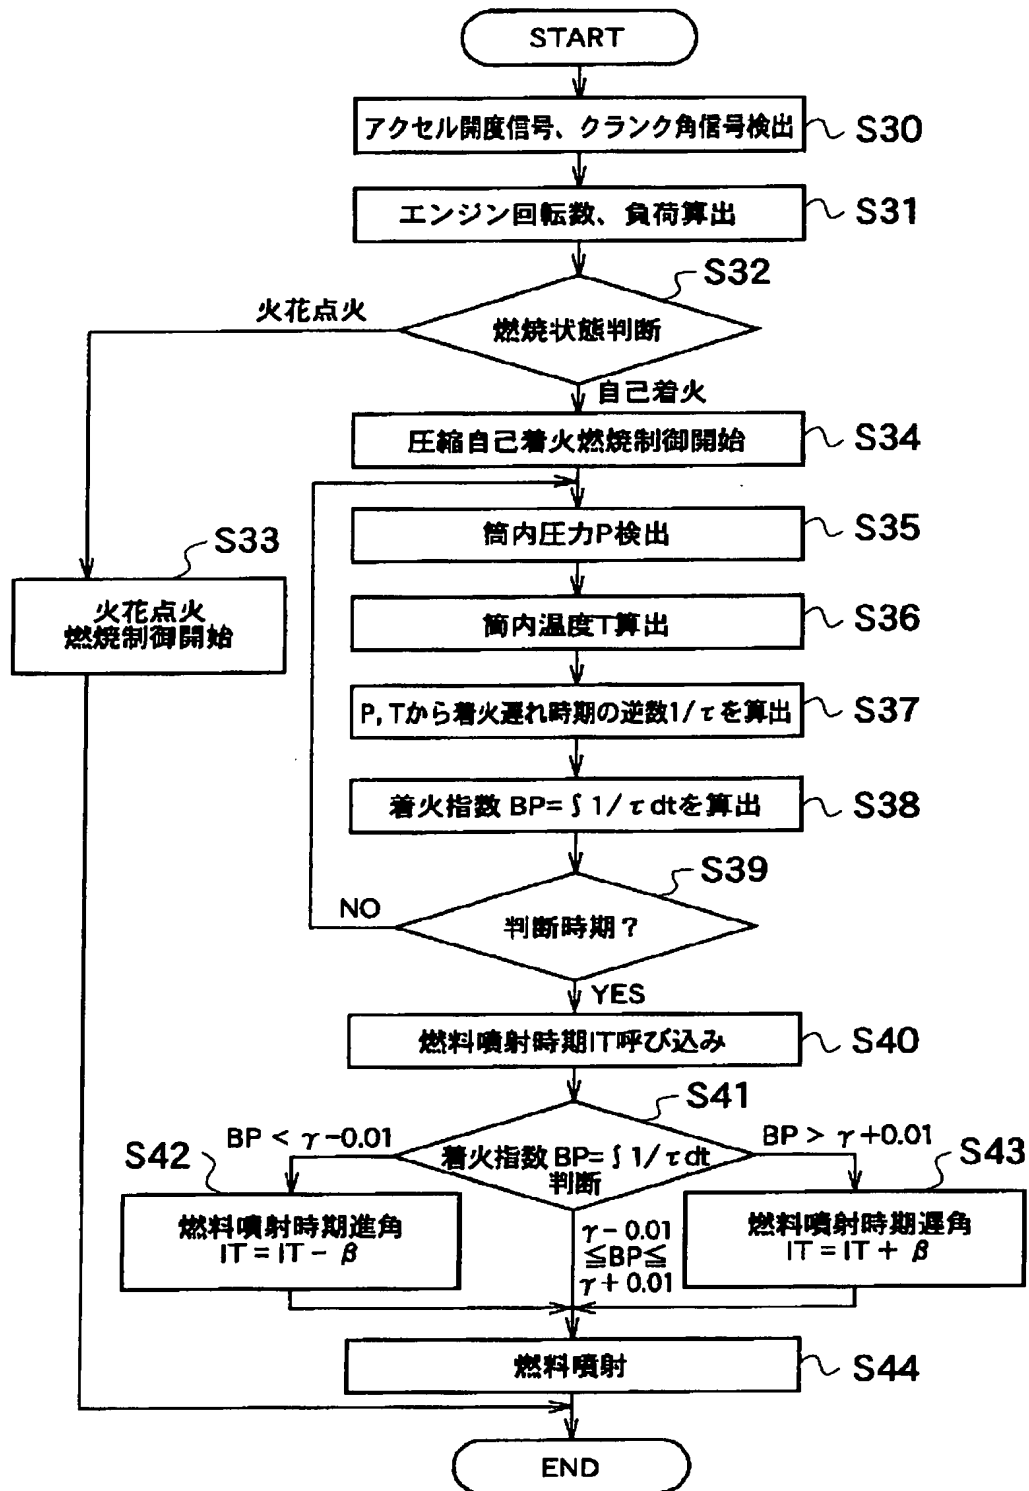 START
アクセル開度信号、クランク角信号検出
S30
エンジン回転数、負荷算出
S31
S32
火花点火
燃焼状態判断
自己着火
圧縮自己着火燃焼制御開始
S34
筒内圧力P検出
S35
S33
火花点火
燃焼制御開始
筒内温度T算出
S36
P,Tから着火遅れ時期の逆数1/τを算出
S37
着火指数 BP=∫1/τdtを算出
S38
S39
NO
判断時期?
YES
燃料噴射時期IT呼び込み
S40
S41
BP < γ-0.01
着火指数 BP=∫1/τdt
判断
BP > γ+0.01
S42
燃料噴射時期進角
IT = IT - β
S43
燃料噴射時期遅角
IT = IT + β
γ-0.01
≦BP≦
γ+0.01
燃料噴射
S44
END